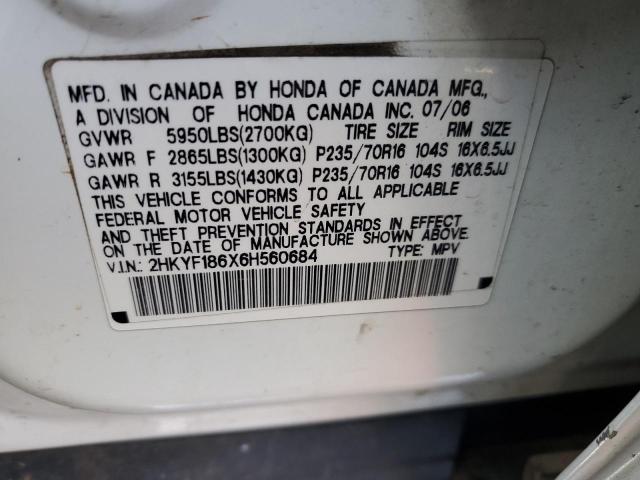 MFD. IN CANADA BY HONDA OF CANADA MFG.,
A DIVISION OF HONDA CANADA INC. 07/06
GVWR 5950LBS(2700KG) TIRE SIZE RIM SIZE
GAWR F 2865LBS(1300KG) P235/70R16 104S 16X6.5JJ
GAWR R 3155LBS(1430KG) P235/70R16 104S 16X6.5JJ
THIS VEHICLE CONFORMS TO ALL APPLICABLE
FEDERAL MOTOR VEHICLE SAFETY
AND THEFT PREVENTION STANDARDS IN EFFECT
ON THE DATE OF MANUFACTURE SHOWN ABOVE.
V.I.N.: 2HKYF186X6H560684 TYPE: MPV